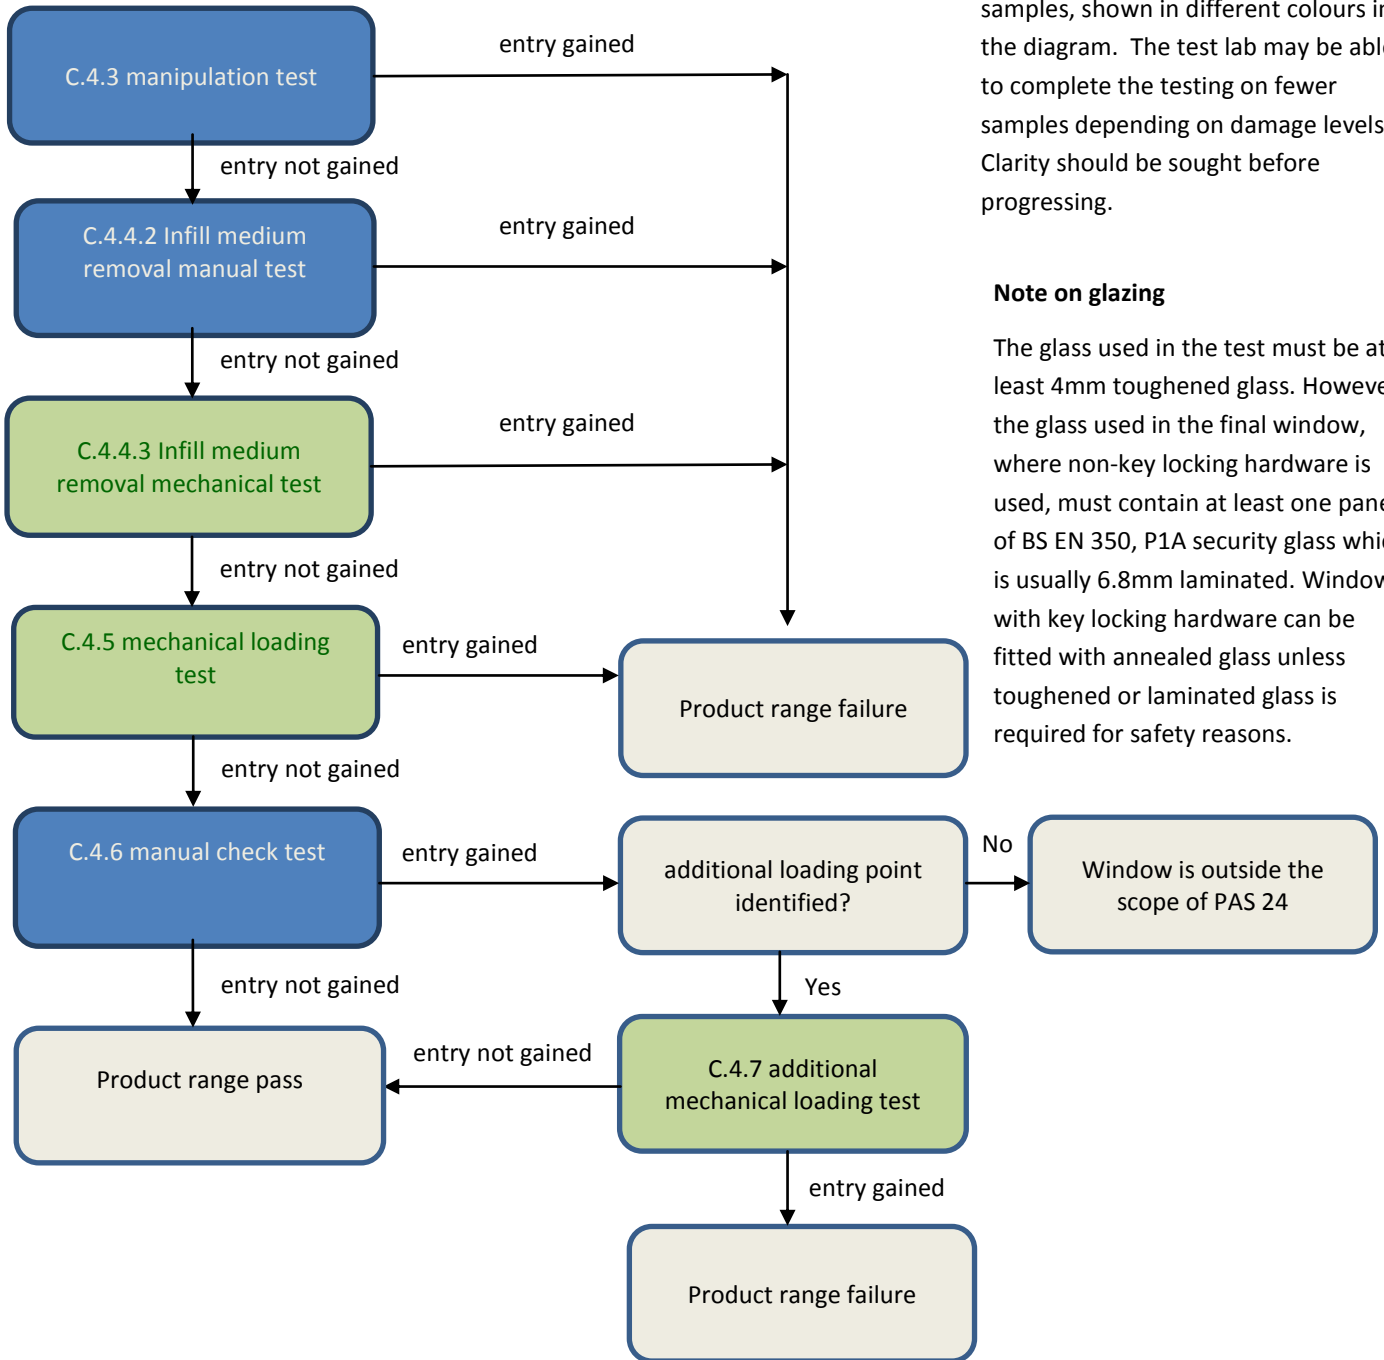 samples, shown in different colours in
the diagram. The test lab may be able
to complete the testing on fewer
samples depending on damage levels
Clarity should be sought before
progressing.
entry gained
C.4.3 manipulation test
entry not gained
C.4.4.2 Infill medium
removal manual test
entry gained
entry not gained
Note on glazing
The glass used in the test must be at
least 4mm toughened glass. Howeve
the glass used in the final window,
where non-key locking hardware is
used, must contain at least one pane
of BS EN 350, P1A security glass whi
is usually 6.8mm laminated. Window
with key locking hardware can be
fitted with annealed glass unless
toughened or laminated glass is
required for safety reasons.
C.4.4.3 Infill medium
removal mechanical test
entry gained
entry not gained
C.4.5 mechanical loading
test
entry gained
Product range failure
entry not gained
C.4.6 manual check test
entry gained
additional loading point
identified?
No
Window is outside the
scope of PAS 24
entry not gained
Yes
Product range pass
entry not gained
C.4.7 additional
mechanical loading test
entry gained
Product range failure